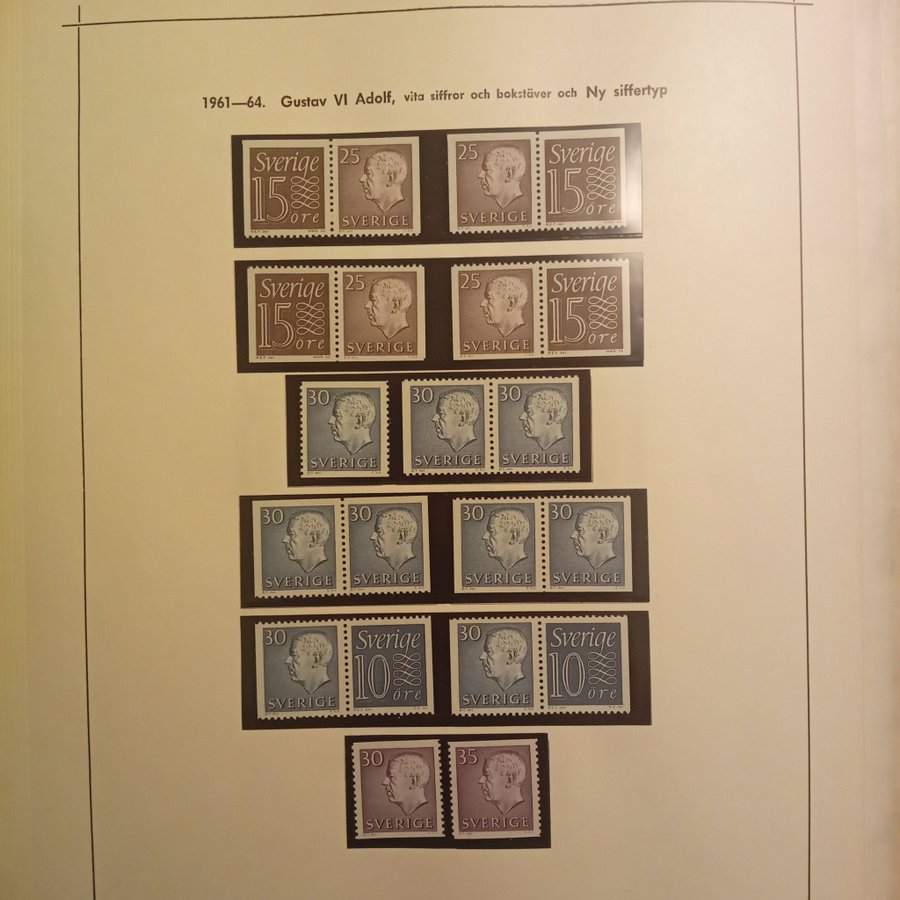 1961—64. Gustav VI Adolf, vita siffror och bokstäver och Ny siffertyp
Sverige 15 öre 25 SVERIGE 25 SVERIGE Sverige 15 öre
Sverige 15 öre 25 SVERIGE 25 SVERIGE Sverige 15 öre
30 SVERIGE 30 SVERIGE 30 SVERIGE
30 SVERIGE 30 SVERIGE 30 SVERIGE 30 SVERIGE
30 SVERIGE Sverige 10 öre 30 SVERIGE Sverige 10 öre
30 SVERIGE 35 SVERIGE